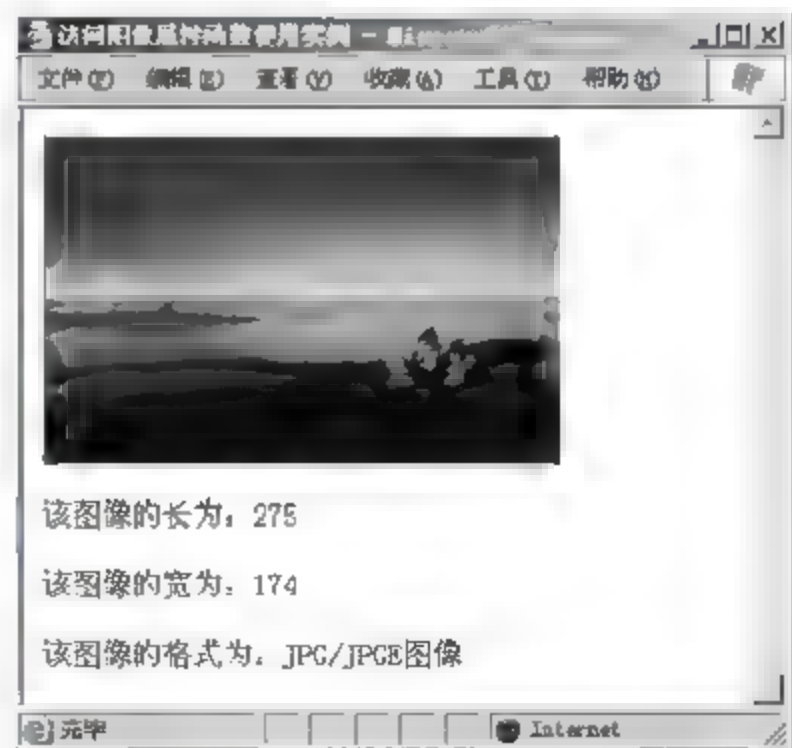 访问图像属性函数使用实例 -
文件(F) 编辑(E) 查看(V) 收藏(A) 工具(T) 帮助(H)
该图像的长为：275
该图像的宽为：174
该图像的格式为：JPG/JPGE图像
完毕 Internet